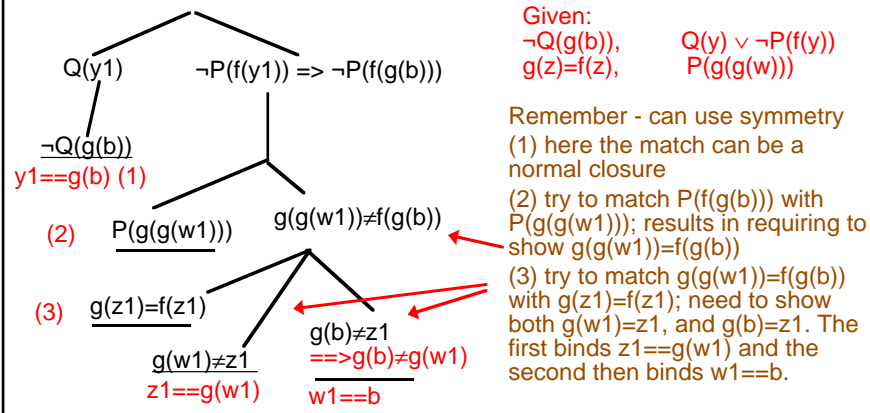 Given:
¬Q(g(b)), Q(y) ∨ ¬P(f(y))
g(z)=f(z), P(g(g(w)))
Q(y1) ¬P(f(y1)) => ¬P(f(g(b)))
¬Q(g(b))
y1==g(b) (1)
(2) P(g(g(w1))) g(g(w1))≠f(g(b))
(3) g(z1)=f(z1)
g(w1)≠z1
z1==g(w1)
g(b)≠z1
==>g(b)≠g(w1)
w1==b
Remember - can use symmetry
(1) here the match can be a
normal closure
(2) try to match P(f(g(b))) with
P(g(g(w1))); results in requiring to
show g(g(w1))=f(g(b))
(3) try to match g(g(w1))=f(g(b))
with g(z1)=f(z1); need to show
both g(w1)=z1, and g(b)=z1. The
first binds z1==g(w1) and the
second then binds w1==b.